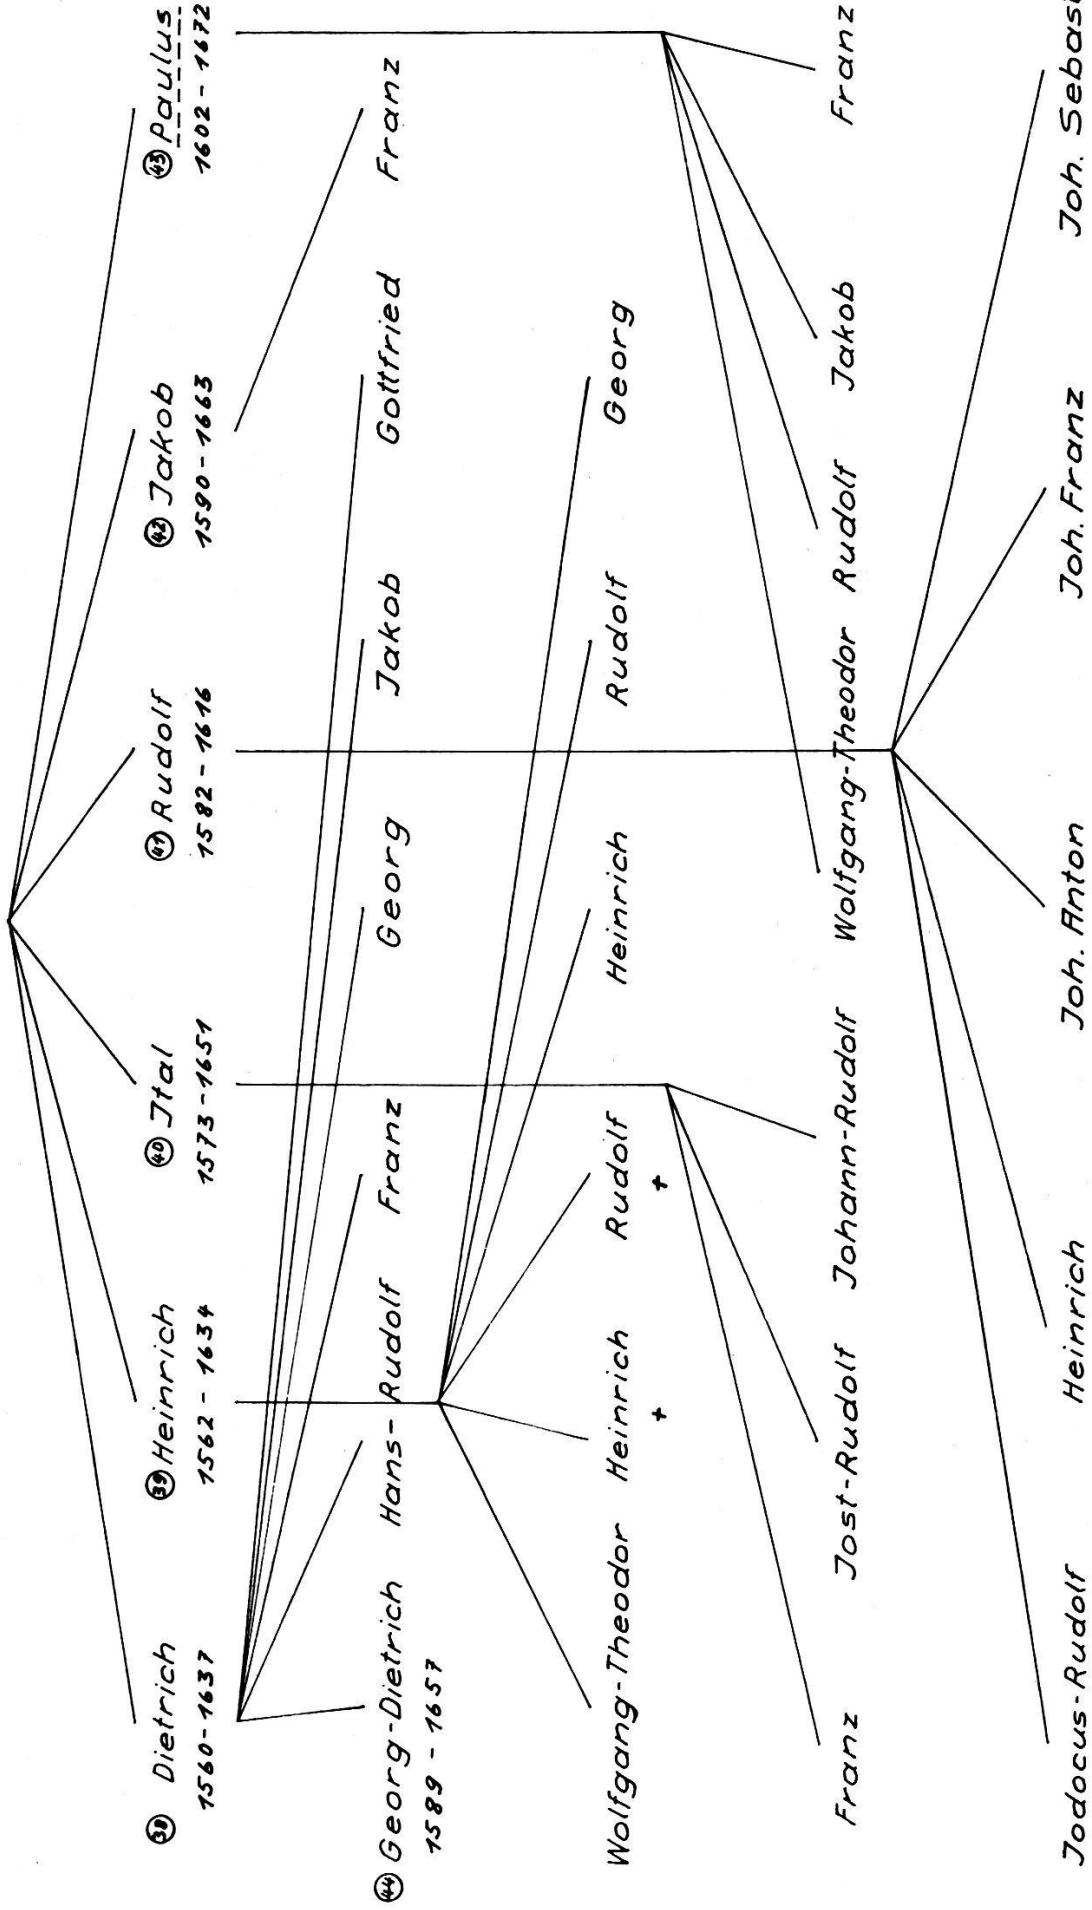 ㊳ Dietrich
1560-1637
㊴ Heinrich
1562 - 1634
㊵ Jtal
1573-1651
㊶ Rudolf
1582 - 1616
㊷ Jakob
1590-1663
㊸ Paulus
1602 - 1672
㊹ Georg-Dietrich
1589 - 1657
Hans-Rudolf
Franz
Georg
Jakob
Gottfried
Franz
Wolfgang-Theodor
Heinrich
+
Rudolf
+
Heinrich
Rudolf
Georg
Franz
Jost-Rudolf
Johann-Rudolf
Wolfgang-Theodor
Rudolf
Jakob
Franz
Jodocus-Rudolf
Heinrich
Joh. Anton
Joh. Franz
Joh.